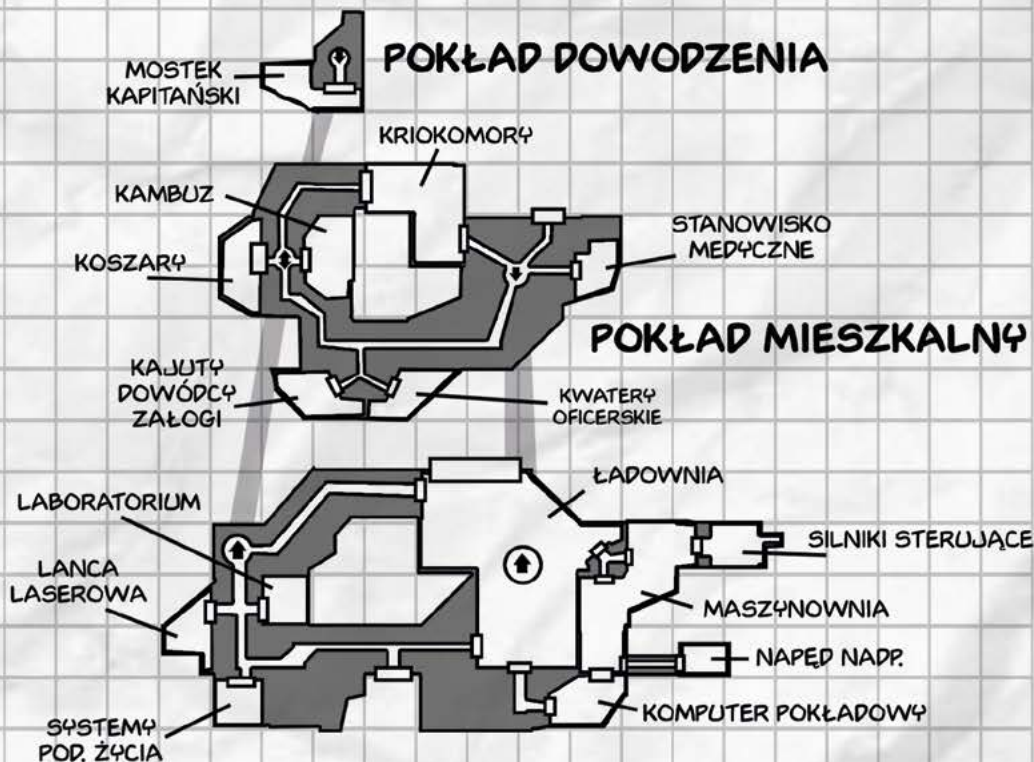 POKŁAD DOWODZENIA
MOSTEK
KAPITAŃSKI
KRIOKOMORY
KAMBUZ
STANOWISKO
MEDYCZNE
KOSZARY
POKŁAD MIESZKALNY
KAJUTY
DOWÓDCY
ZAŁOGI
KWATERY
OFICERSKIE
ŁADOWNIA
LABORATORIUM
SILNIKI STERUJĄCE
LANCA
LASEROWA
MASZYNOWNIA
NAPĘD NADP.
KOMPUTER POKŁADOWY
SYSTEMY
POD. ŻYCIA